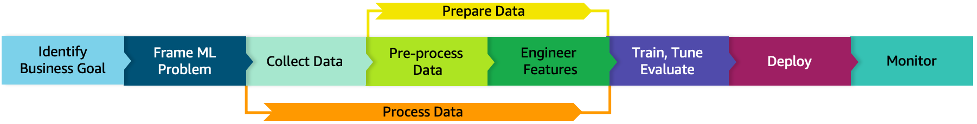 Prepare Data
Identify
Business Goal
Frame ML
Problem
Collect Data
Pre-process
Data
Engineer
Features
Train, Tune
Evaluate
Deploy
Monitor
Process Data